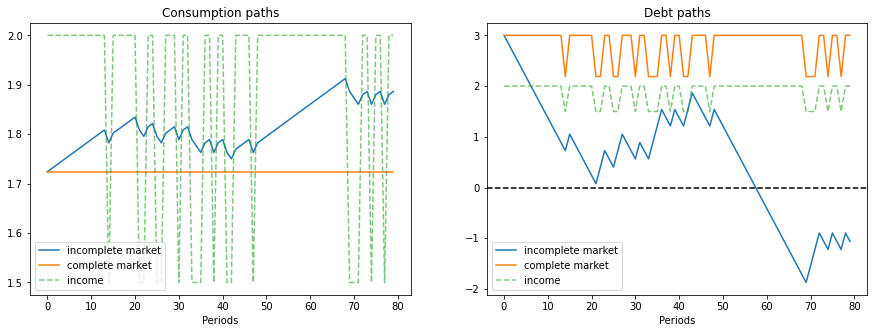 Consumption paths
2.0
1.9
1.8
1.7
1.6
1.5
incomplete market
complete market
income
0 10 20 30 40 50 60 70 80
Periods
Debt paths
3
2
1
0
−1
−2
incomplete market
complete market
income
0 10 20 30 40 50 60 70 80
Periods